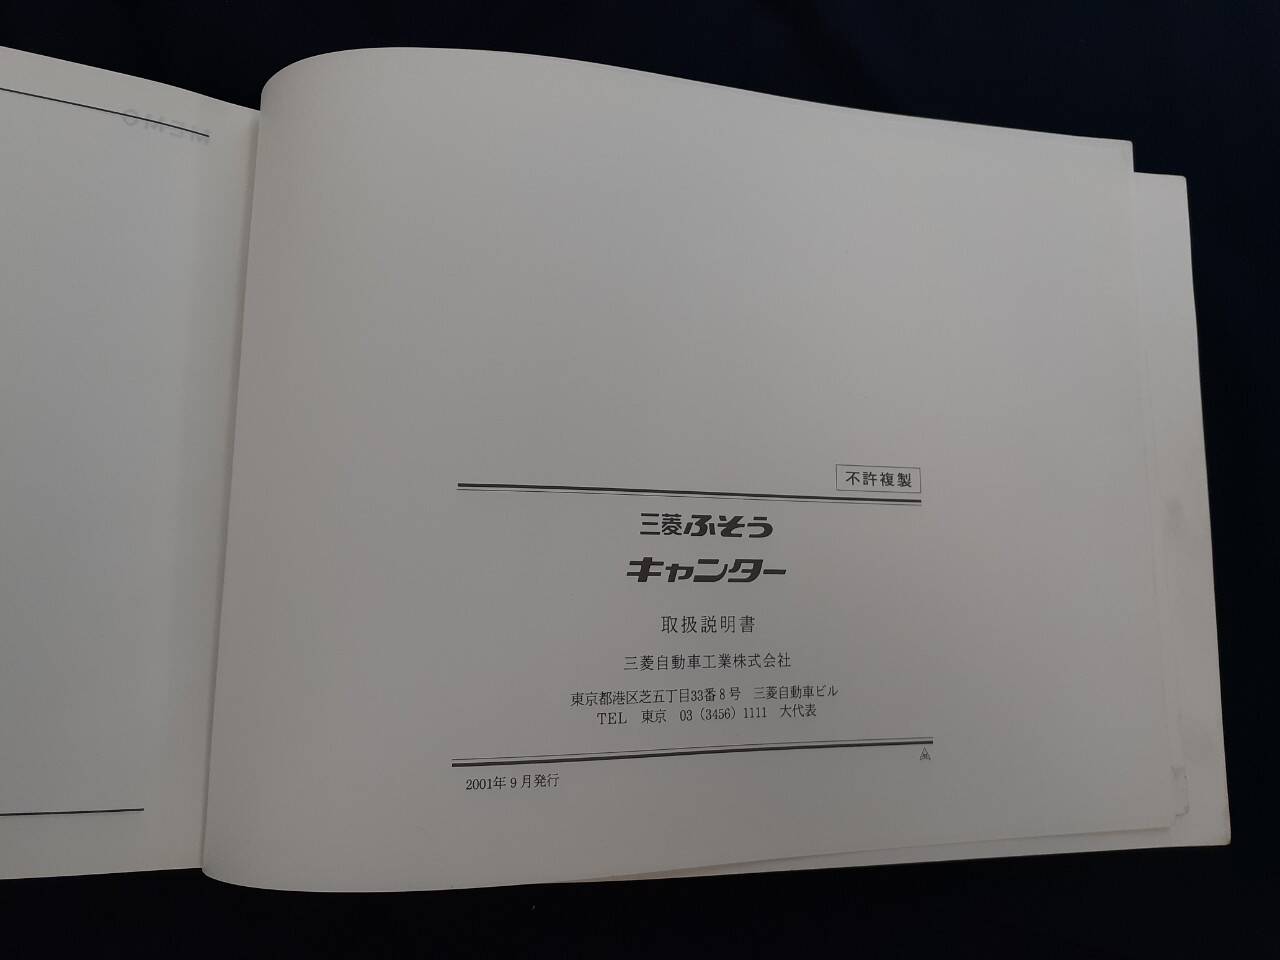 MEMO
不許複製
三菱ふそう
キャンター
取扱説明書
三菱自動車工業株式会社
東京都港区芝五丁目33番8号 三菱自動車ビル
TEL 東京 03（3456）1111 大代表
2001年9月発行